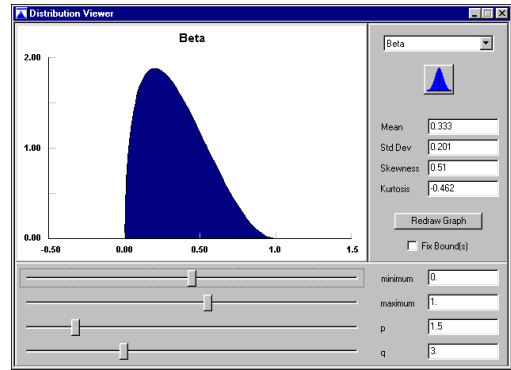 Distribution Viewer
Beta
2.00
1.00
0.00
-0.50
0.00
0.50
1.0
1.5
Beta
Mean 0.333
Std Dev 0.201
Skewness 0.51
Kurtosis -0.462
Redraw Graph
Fix Bound(s)
minimum 0.
maximum 1.
p 1.5
q 3.